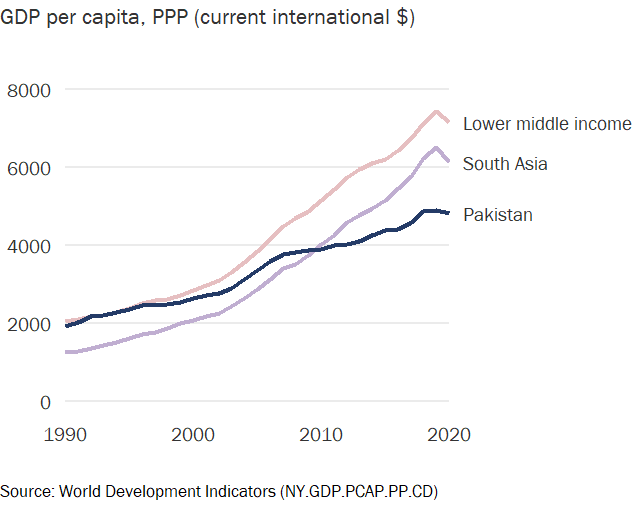 GDP per capita, PPP (current international $)
8000
Lower middle income
6000
South Asia
Pakistan
4000
2000
0
1990 2000 2010 2020
Source: World Development Indicators (NY.GDP.PCAP.PP.CD)